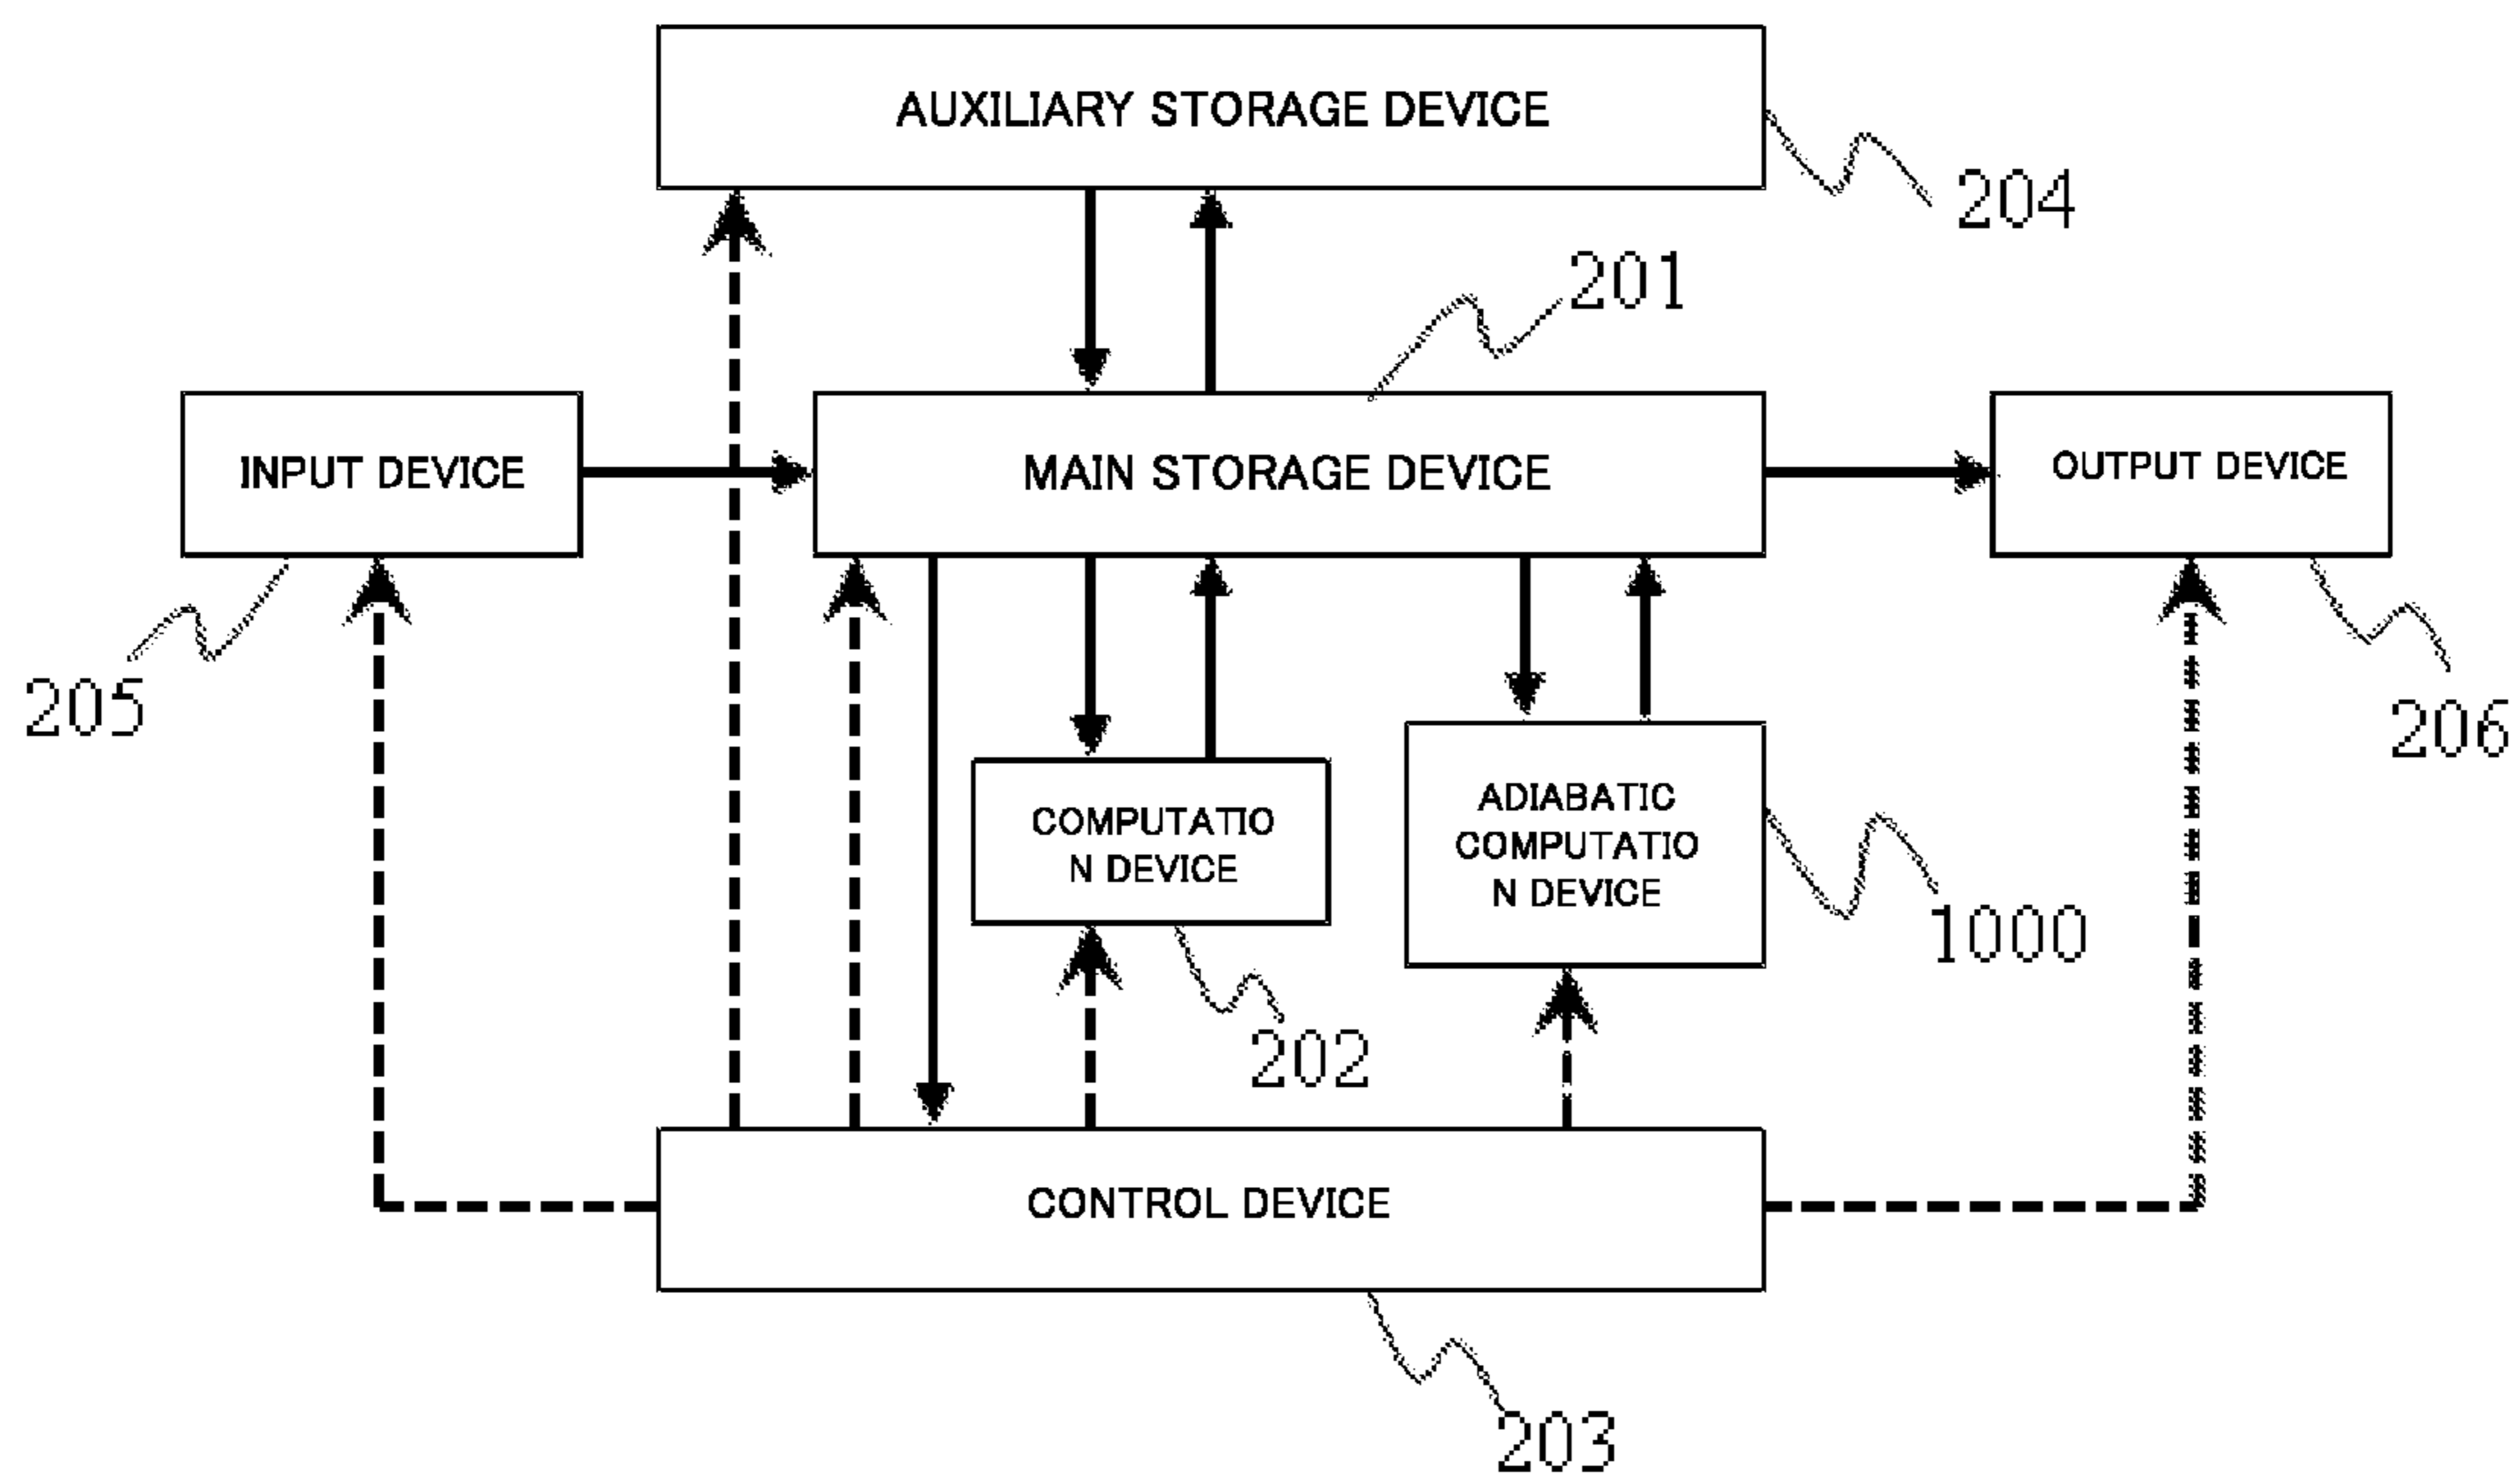 AUXILIARY STORAGE DEVICE
204
201
INPUT DEVICE
MAIN STORAGE DEVICE
OUTPUT DEVICE
205
206
COMPUTATIO
N DEVICE
ADIABATIC
COMPUTATIO
N DEVICE
1000
202
CONTROL DEVICE
203